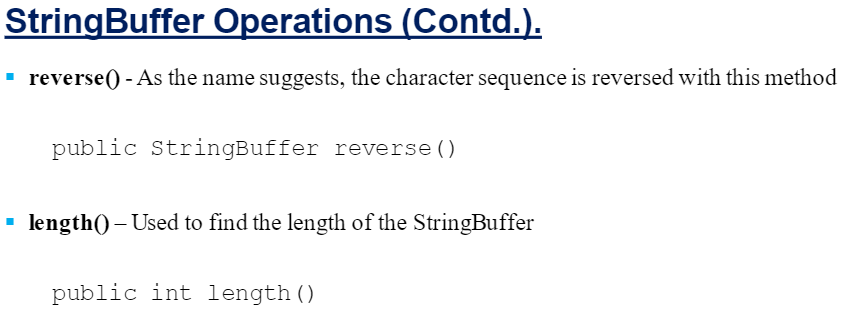 StringBuffer Operations (Contd.).
▪ reverse() - As the name suggests, the character sequence is reversed with this method
public StringBuffer reverse()
▪ length() – Used to find the length of the StringBuffer
public int length()